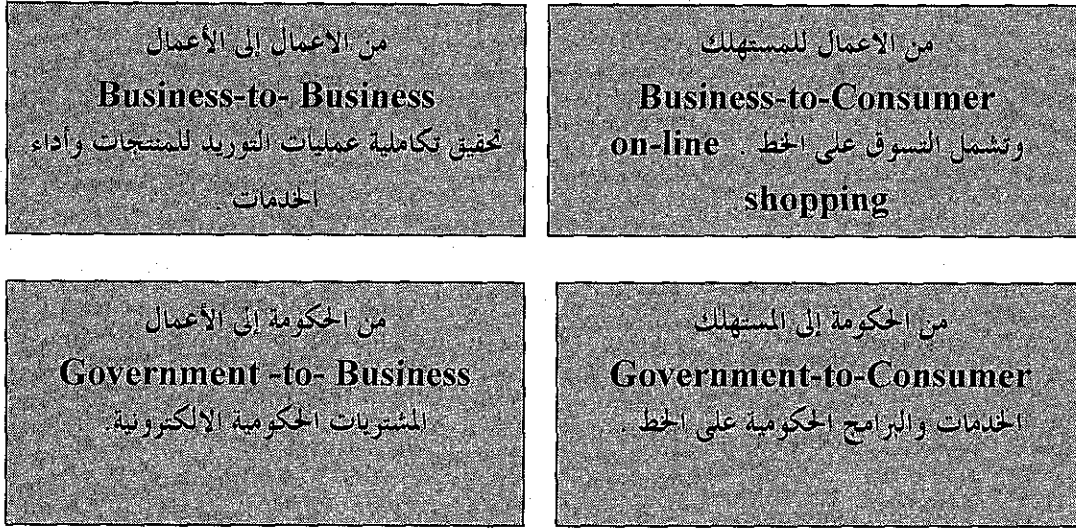 من الاعمال للمستهلك
Business-to-Consumer
وتشمل التسوق على الخط . on-line
shopping
من الاعمال إلى الأعمال
Business-to- Business
تحقيق تكاملية عمليات التوريد للمنتجات وأداء
الخدمات .
من الحكومة إلى المستهلك
Government-to-Consumer
الخدمات والبرامج الحكومية على الخط .
من الحكومة إلى الأعمال
Government -to- Business
المشتريات الحكومية الالكترونية.